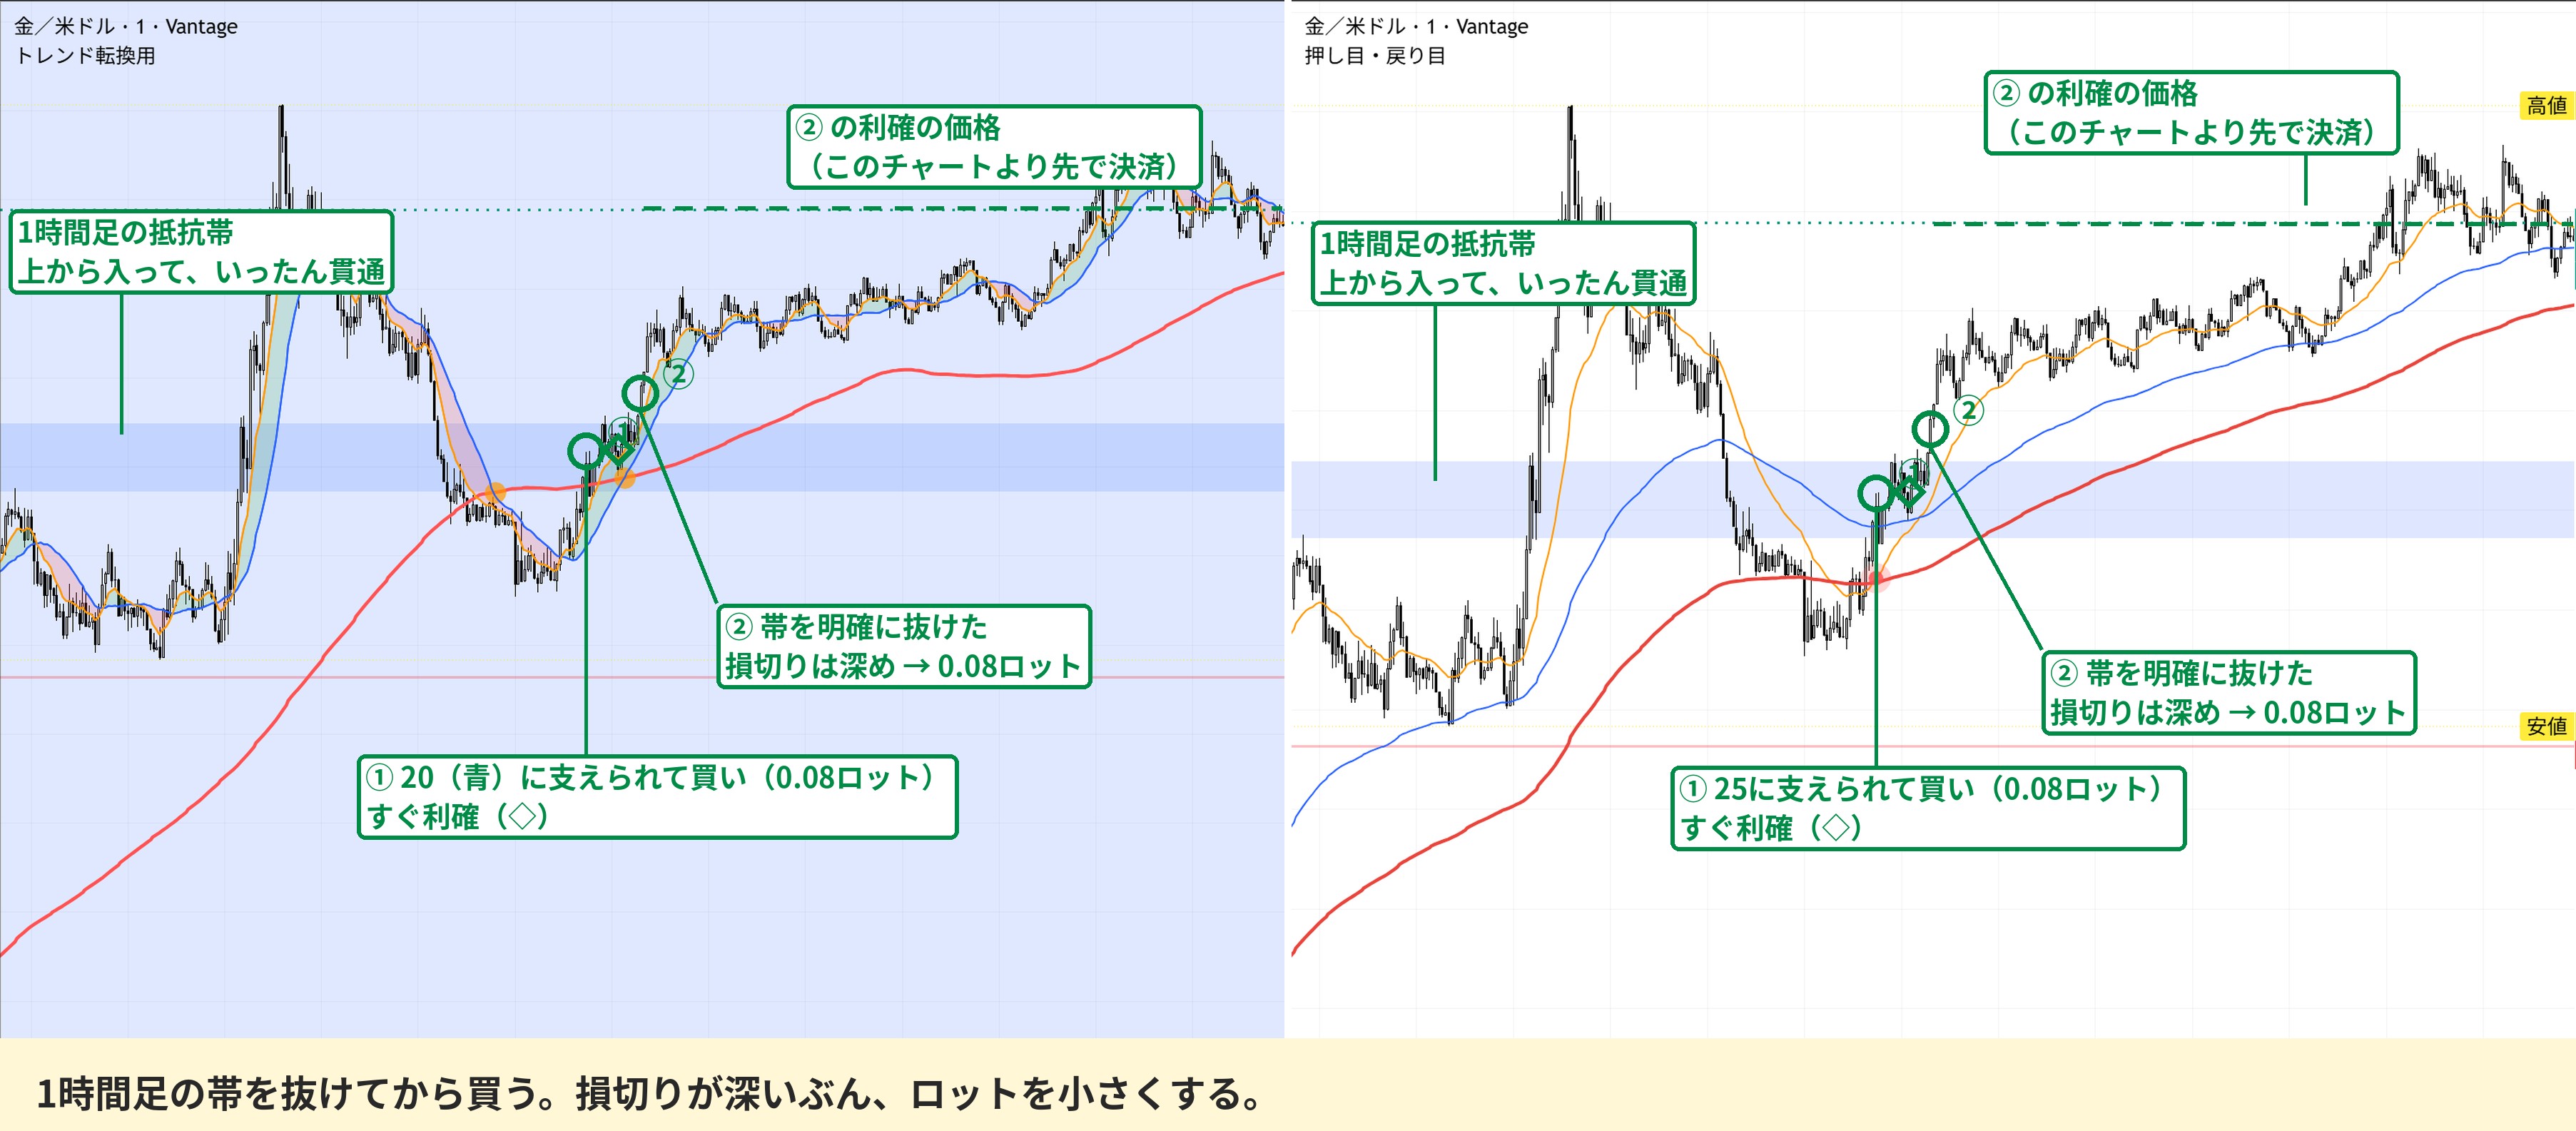 金／米ドル・1・Vantage
トレンド転換用
② の利確の価格
（このチャートより先で決済）
1時間足の抵抗帯
上から入って、いったん貫通
①
②
② 帯を明確に抜けた
損切りは深め → 0.08ロット
① 20（青）に支えられて買い（0.08ロット）
すぐ利確（◇）
金／米ドル・1・Vantage
押し目・戻り目
② の利確の価格
（このチャートより先で決済）
高値
1時間足の抵抗帯
上から入って、いったん貫通
①
②
② 帯を明確に抜けた
損切りは深め → 0.08ロット
安値
① 25に支えられて買い（0.08ロット）
すぐ利確（◇）
1時間足の帯を抜けてから買う。損切りが深いぶん、ロットを小さくする。